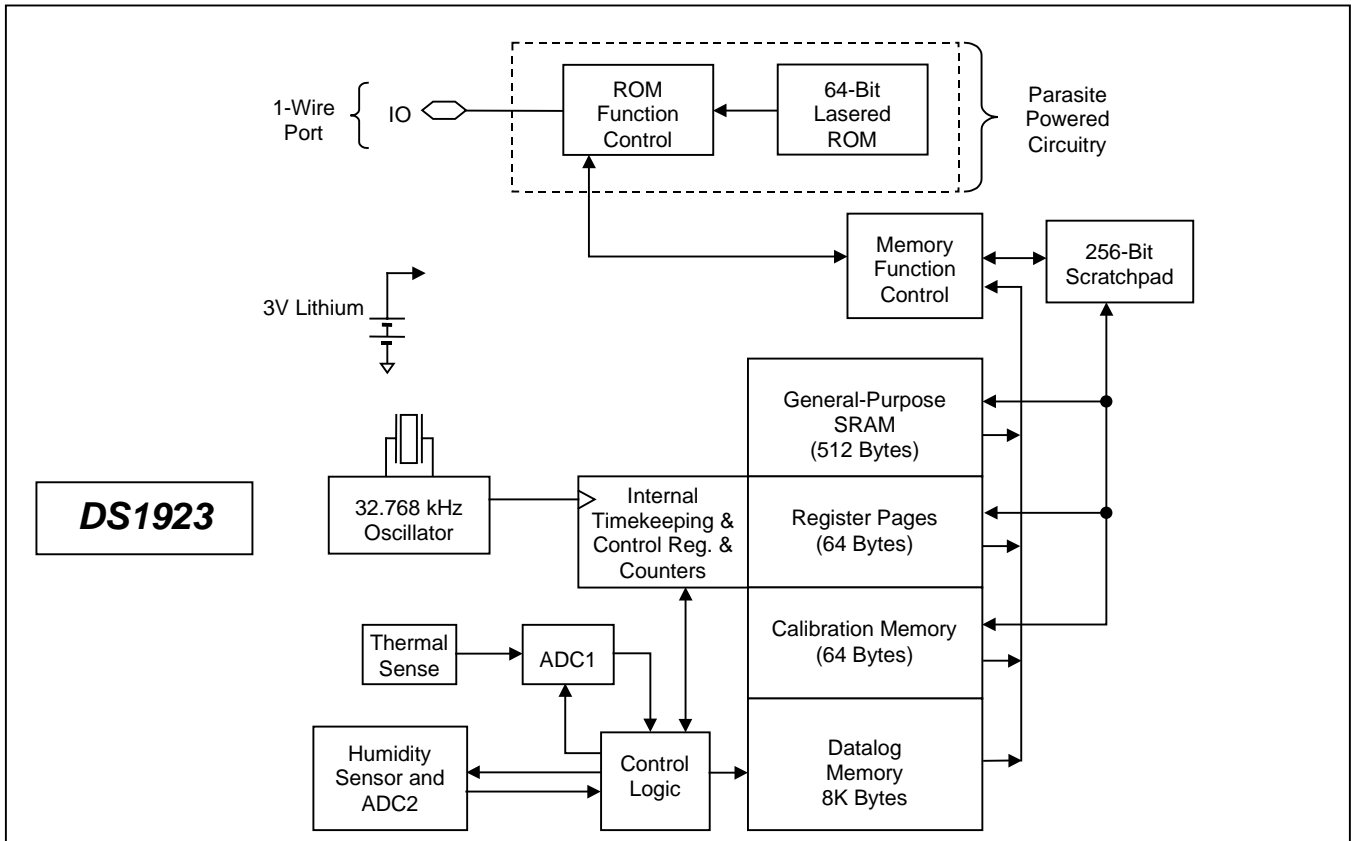 1-Wire
Port
IO
ROM
Function
Control
64-Bit
Lasered
ROM
Parasite
Powered
Circuitry
Memory
Function
Control
256-Bit
Scratchpad
3V Lithium
General-Purpose
SRAM
(512 Bytes)
DS1923
32.768 kHz
Oscillator
Internal
Timekeeping &
Control Reg. &
Counters
Register Pages
(64 Bytes)
Thermal
Sense
ADC1
Calibration Memory
(64 Bytes)
Humidity
Sensor and
ADC2
Control
Logic
Datalog
Memory
8K Bytes